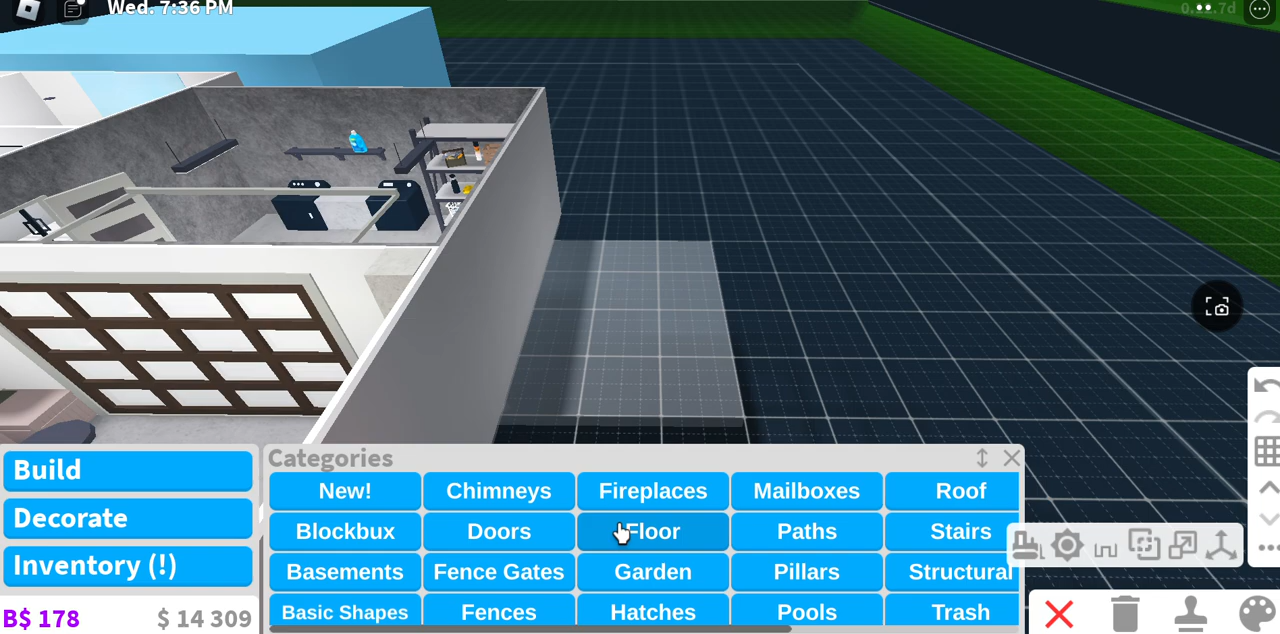 Wed. 7:36 PM
Build
Decorate
Inventory (!)
B$ 178 $ 14 309
Categories
New! Chimneys Fireplaces Mailboxes Roof
Blockbux Doors Floor Paths Stairs
Basements Fence Gates Garden Pillars Structural
Basic Shapes Fences Hatches Pools Trash